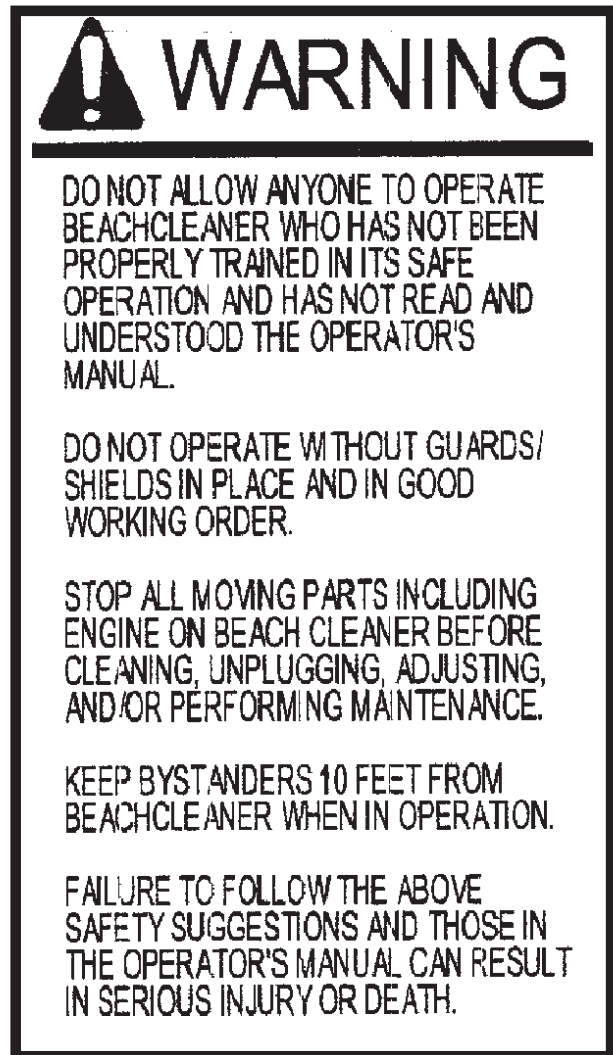 WARNING
DO NOT ALLOW ANYONE TO OPERATE
BEACHCLEANER WHO HAS NOT BEEN
PROPERLY TRAINED IN ITS SAFE
OPERATION AND HAS NOT READ AND
UNDERSTOOD THE OPERATOR'S
MANUAL.
DO NOT OPERATE WITHOUT GUARDS/
SHIELDS IN PLACE AND IN GOOD
WORKING ORDER.
STOP ALL MOVING PARTS INCLUDING
ENGINE ON BEACH CLEANER BEFORE
CLEANING, UNPLUGGING, ADJUSTING,
AND/OR PERFORMING MAINTENANCE.
KEEP BYSTANDERS 10 FEET FROM
BEACHCLEANER WHEN IN OPERATION.
FAILURE TO FOLLOW THE ABOVE
SAFETY SUGGESTIONS AND THOSE IN
THE OPERATOR'S MANUAL CAN RESULT
IN SERIOUS INJURY OR DEATH.